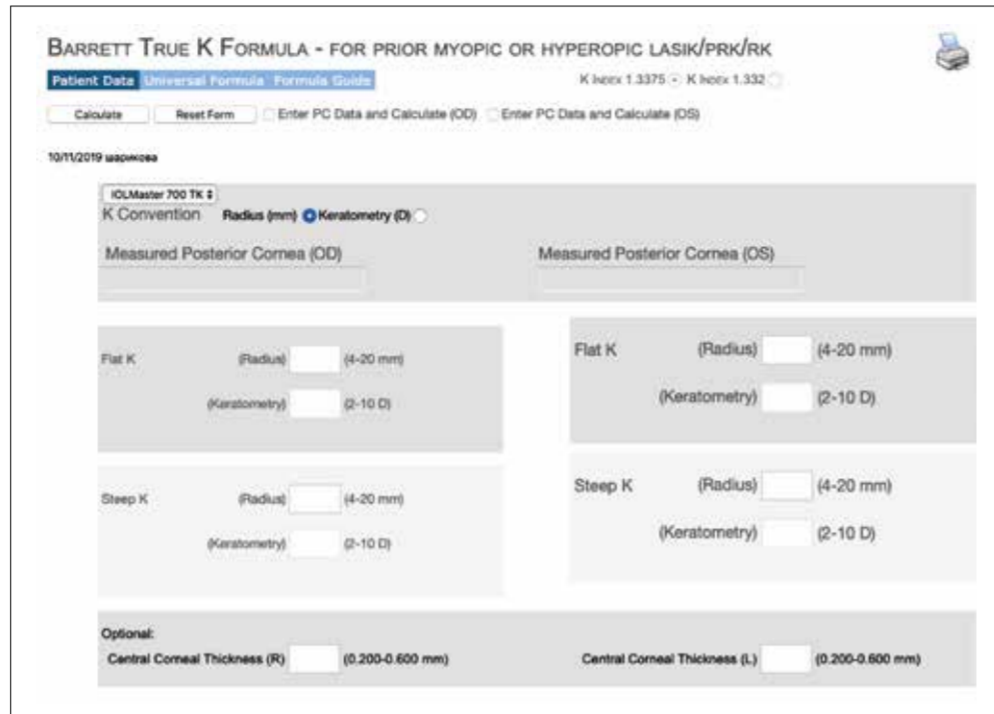 BARRETT TRUE K FORMULA - FOR PRIOR MYOPIC OR HYPEROPIC LASIK/PRK/RK
Patient Data Universal Formula Formula Guide K Index 1.3375 K Index 1.332
Calculate Reset Form Enter PC Data and Calculate (OD) Enter PC Data and Calculate (OS)
10/11/2019 шарикова
IOLMaster 700 TK
K Convention Radius (mm) Keratometry (D)
Measured Posterior Cornea (OD) Measured Posterior Cornea (OS)
Flat K (Radius) (4-20 mm) Flat K (Radius) (4-20 mm)
(Keratometry) (2-10 D) (Keratometry) (2-10 D)
Steep K (Radius) (4-20 mm) Steep K (Radius) (4-20 mm)
(Keratometry) (2-10 D) (Keratometry) (2-10 D)
Optional:
Central Corneal Thickness (R) (0.200-0.600 mm) Central Corneal Thickness (L) (0.200-0.600 mm)